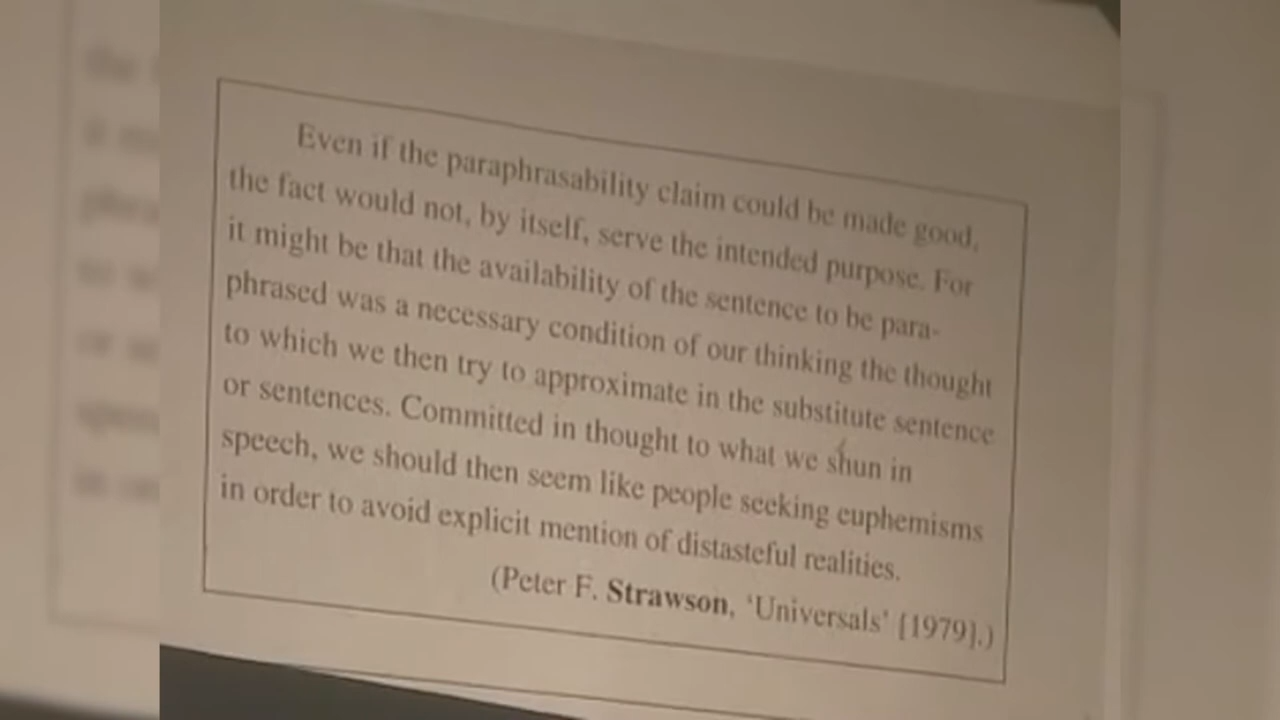 Even if the paraphrasability claim could be made good,
the fact would not, by itself, serve the intended purpose. For
it might be that the availability of the sentence to be para-
phrased was a necessary condition of our thinking the thought
to which we then try to approximate in the substitute sentence
or sentences. Committed in thought to what we shun in
speech, we should then seem like people seeking euphemisms
in order to avoid explicit mention of distasteful realities.
(Peter F. Strawson, ‘Universals’ [1979].)